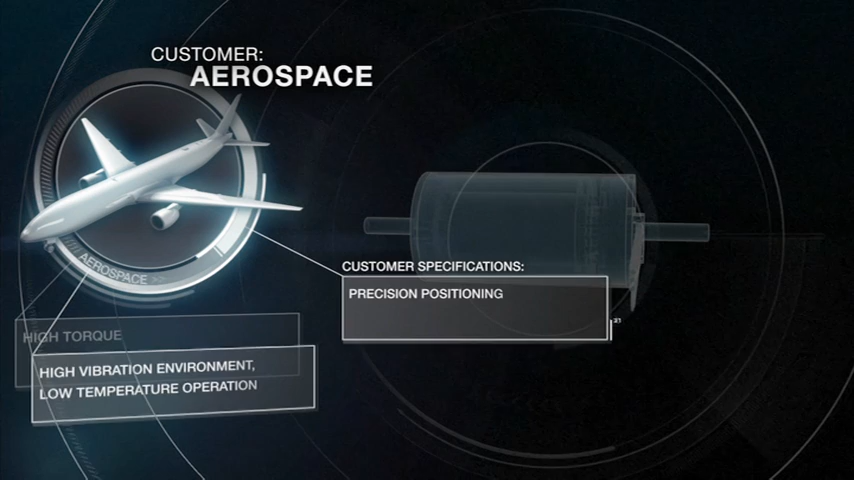 CUSTOMER:
AEROSPACE
AEROSPACE
CUSTOMER SPECIFICATIONS:
PRECISION POSITIONING
HIGH TORQUE
HIGH VIBRATION ENVIRONMENT,
LOW TEMPERATURE OPERATION